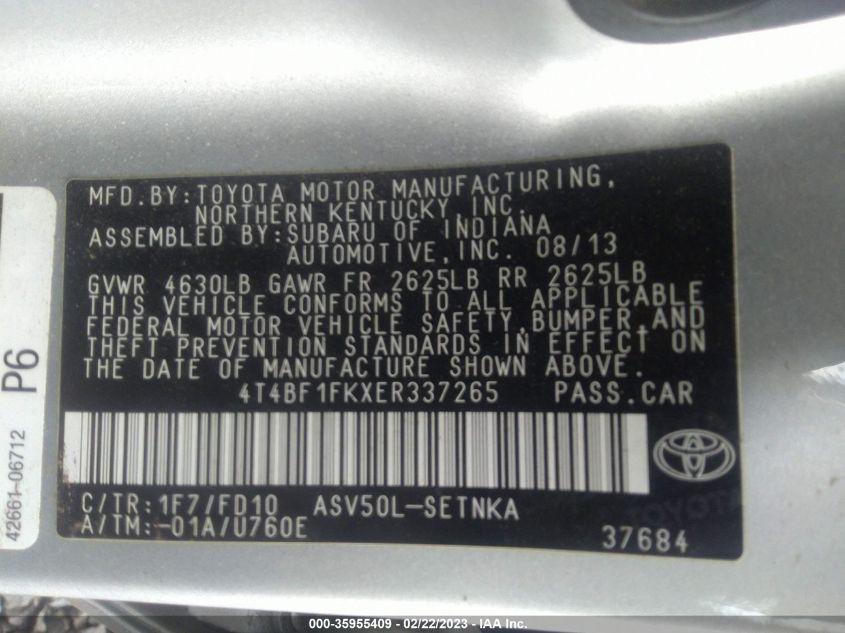 MFD.BY:TOYOTA MOTOR MANUFACTURING,
NORTHERN KENTUCKY, INC.
ASSEMBLED BY:SUBARU OF INDIANA
AUTOMOTIVE, INC. 08/13
GVWR 4630LB GAWR FR 2625LB RR 2625LB
THIS VEHICLE CONFORMS TO ALL APPLICABLE
FEDERAL MOTOR VEHICLE SAFETY,BUMPER,AND
THEFT PREVENTION STANDARDS IN EFFECT ON
THE DATE OF MANUFACTURE SHOWN ABOVE.
4T4BF1FKXER337265 PASS.CAR
C/TR:1F7/FD10 ASV50L-SETNKA
A/TM:-01A/U760E
37684
TOYOTA
P6
42661-06712
000-35955409 - 02/22/2023 - IAA Inc.